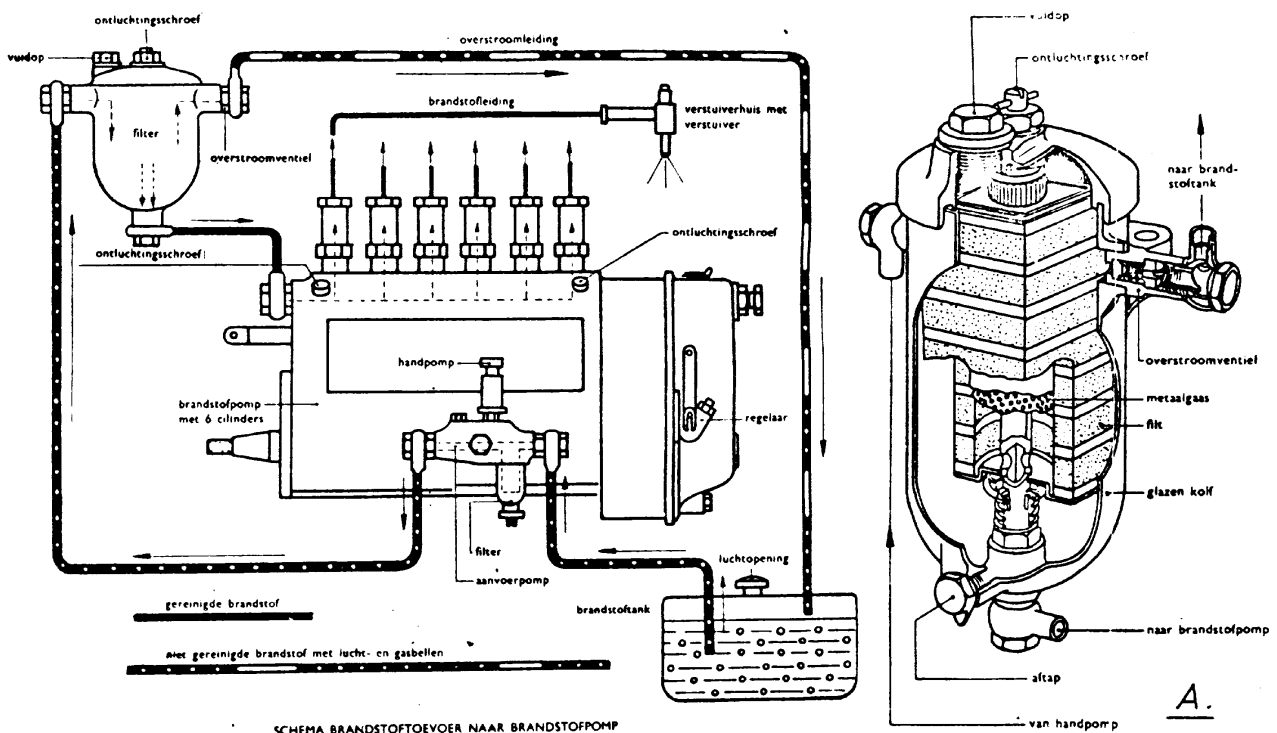 ontluchtingsschroef
vuldop
filter
overstroomventiel
overstroomleiding
brandstofleiding
verstuiverhuis met
verstuiver
ontluchtingsschroef
ontluchtingsschroef
handpomp
brandstofpomp
met 6 cilinders
regelaar
filter
aanvoerpomp
luchtopening
brandstoftank
gereinigde brandstof
niet gereinigde brandstof met lucht- en gasbellen
SCHEMA BRANDSTOFTOEVOER NAAR BRANDSTOFPOMP
vuldop
ontluchtingsschroef
naar brand-
stoftank
overstroomventiel
metaalgaas
filt
glazen kolf
naar brandstofpomp
aftap
van handpomp
A.